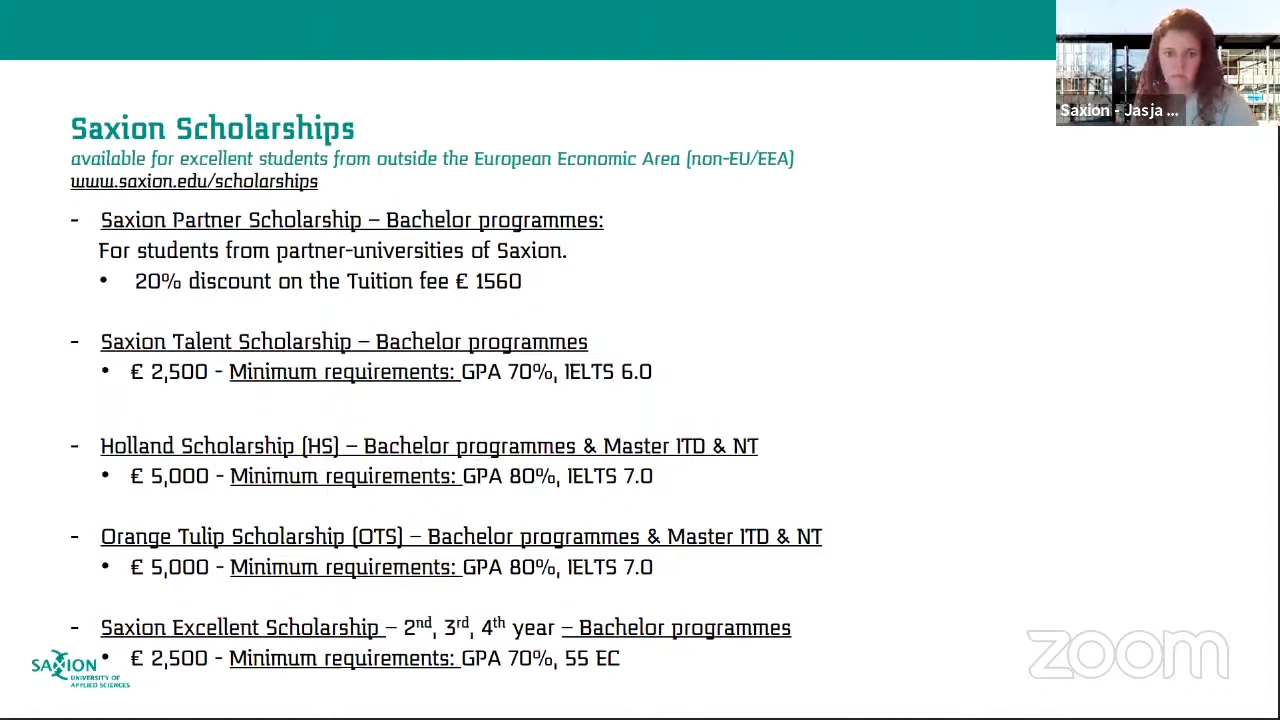 Saxion - Jasja ...
Saxion Scholarships
available for excellent students from outside the European Economic Area (non-EU/EEA)
www.saxion.edu/scholarships
- Saxion Partner Scholarship – Bachelor programmes:
For students from partner-universities of Saxion.
• 20% discount on the Tuition fee € 1560
- Saxion Talent Scholarship – Bachelor programmes
• € 2,500 - Minimum requirements: GPA 70%, IELTS 6.0
- Holland Scholarship (HS) – Bachelor programmes & Master ITD & NT
• € 5,000 - Minimum requirements: GPA 80%, IELTS 7.0
- Orange Tulip Scholarship (OTS) – Bachelor programmes & Master ITD & NT
• € 5,000 - Minimum requirements: GPA 80%, IELTS 7.0
- Saxion Excellent Scholarship – 2nd, 3rd, 4th year – Bachelor programmes
• € 2,500 - Minimum requirements: GPA 70%, 55 EC
SAXION
UNIVERSITY OF
APPLIED SCIENCES
zoom